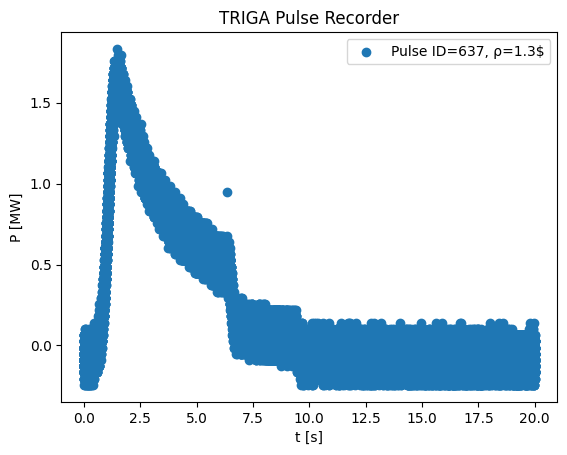 TRIGA Pulse Recorder
Pulse ID=637, ρ=1.3$
P [MW]
1.5
1.0
0.5
0.0
0.0 2.5 5.0 7.5 10.0 12.5 15.0 17.5 20.0
t [s]